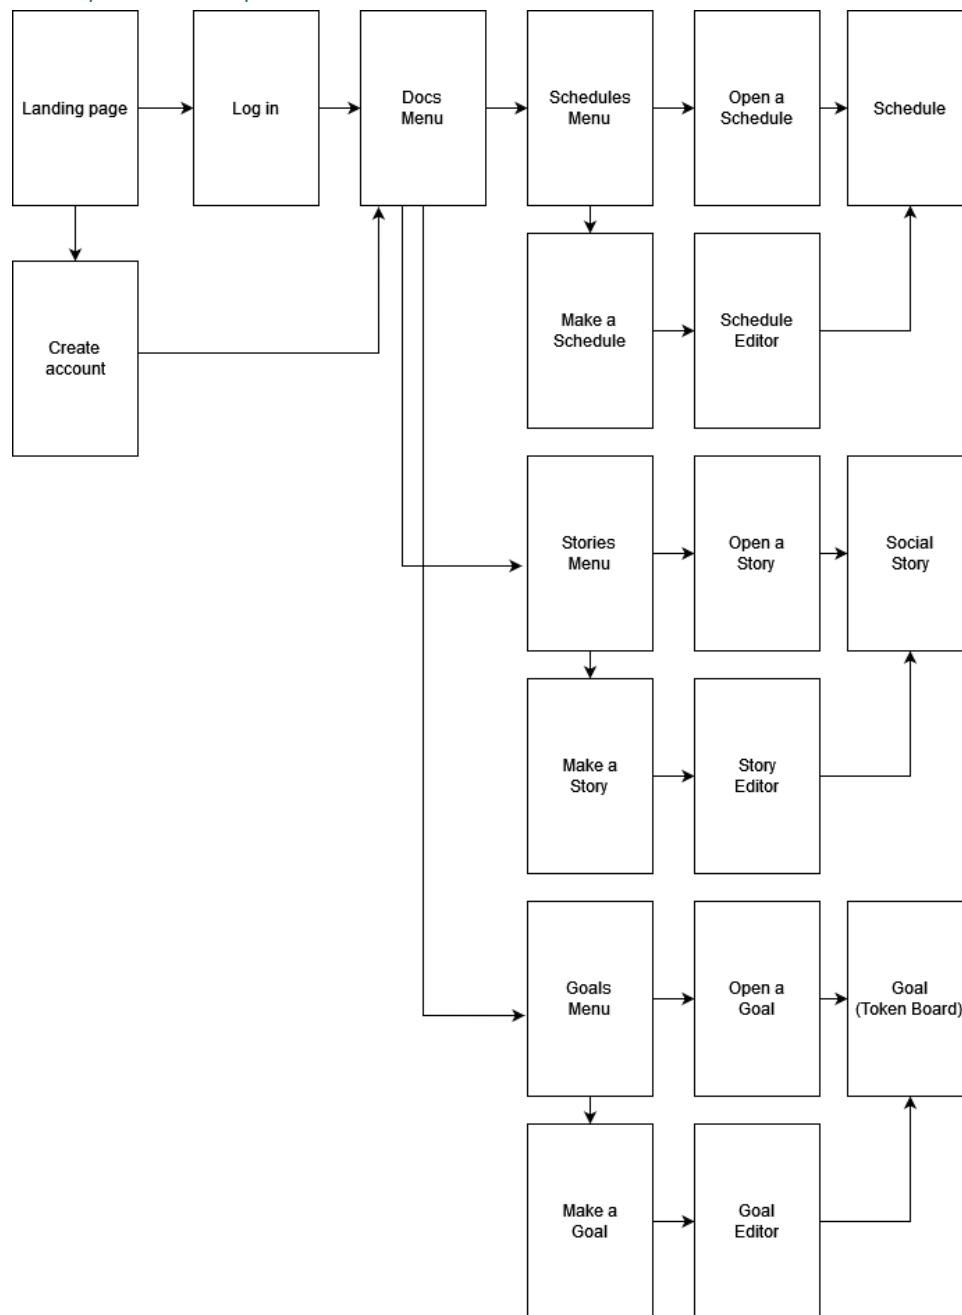 Landing page
Log in
Docs
Menu
Schedules
Menu
Open a
Schedule
Schedule
Create
account
Make a
Schedule
Schedule
Editor
Stories
Menu
Open a
Story
Social
Story
Make a
Story
Story
Editor
Goals
Menu
Open a
Goal
Goal
(Token Board)
Make a
Goal
Goal
Editor